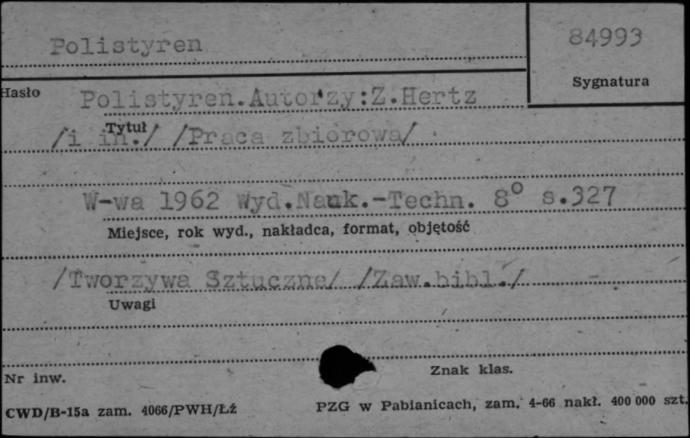 Polistyren 84993
Hasło Sygnatura
Polistyren.Autorzy:Z.Hertz
Tytuł
/i in./ /Praca zbiorowa/
W-wa 1962 Wyd.Nauk.-Techn. 8° s.327
Miejsce, rok wyd., nakładca, format, objętość
/Tworzywa Sztuczne/ /Zaw.bibl./
Uwagi
Nr inw. Znak klas.
CWD/B-15a zam. 4066/PWH/Łź PZG w Pabianicach, zam. 4-66 nakł. 400 000 szt.